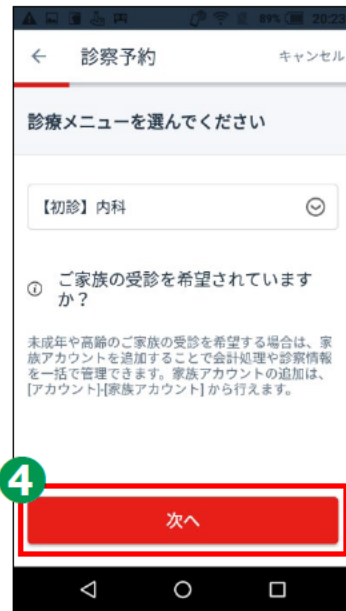 89% 20:23
← 診察予約 キャンセル
診療メニューを選んでください
【初診】内科
ご家族の受診を希望されています
か？
未成年や高齢のご家族の受診を希望する場合は、家
族アカウントを追加することで会計処理や診察情報
を一括で管理できます。家族アカウントの追加は、
[アカウント]-[家族アカウント] から行えます。
4
次へ